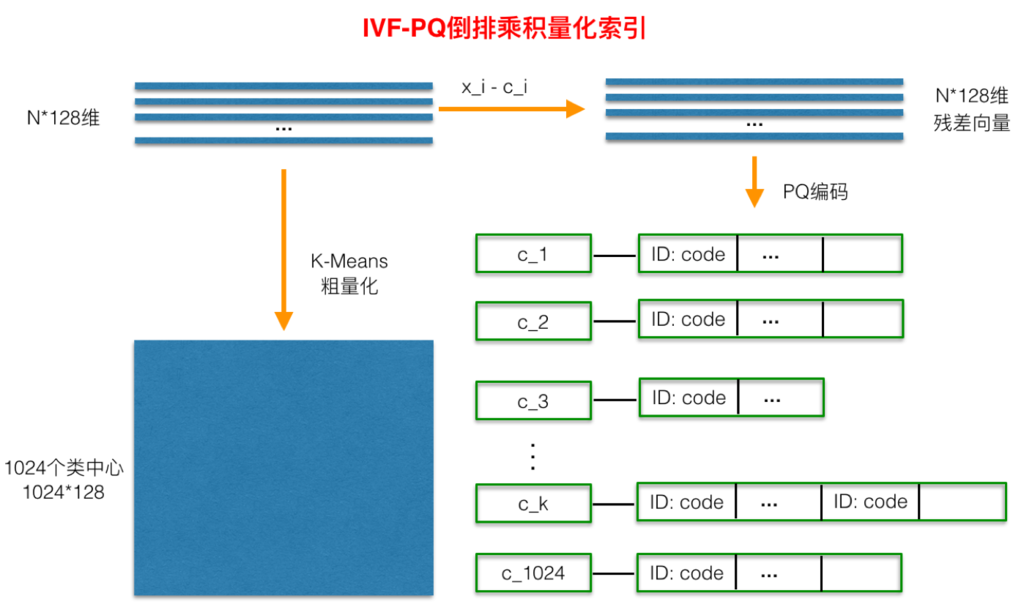 IVF-PQ倒排乘积量化索引
x_i - c_i
N*128维
...
...
N*128维
残差向量
PQ编码
K-Means
粗量化
c_1
ID: code
...
c_2
ID: code
...
c_3
ID: code
...
...
1024个类中心
1024*128
c_k
ID: code
...
ID: code
c_1024
ID: code
...